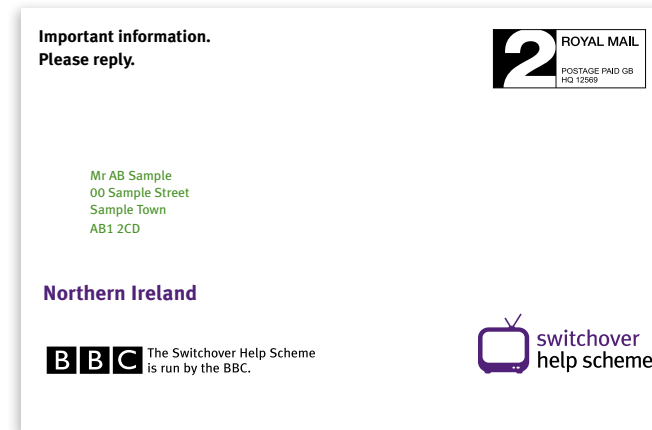 Important information.
Please reply.
2
ROYAL MAIL
POSTAGE PAID GB
HQ 12569
Mr AB Sample
00 Sample Street
Sample Town
AB1 2CD
Northern Ireland
BBC
The Switchover Help Scheme
is run by the BBC.
switchover
help scheme